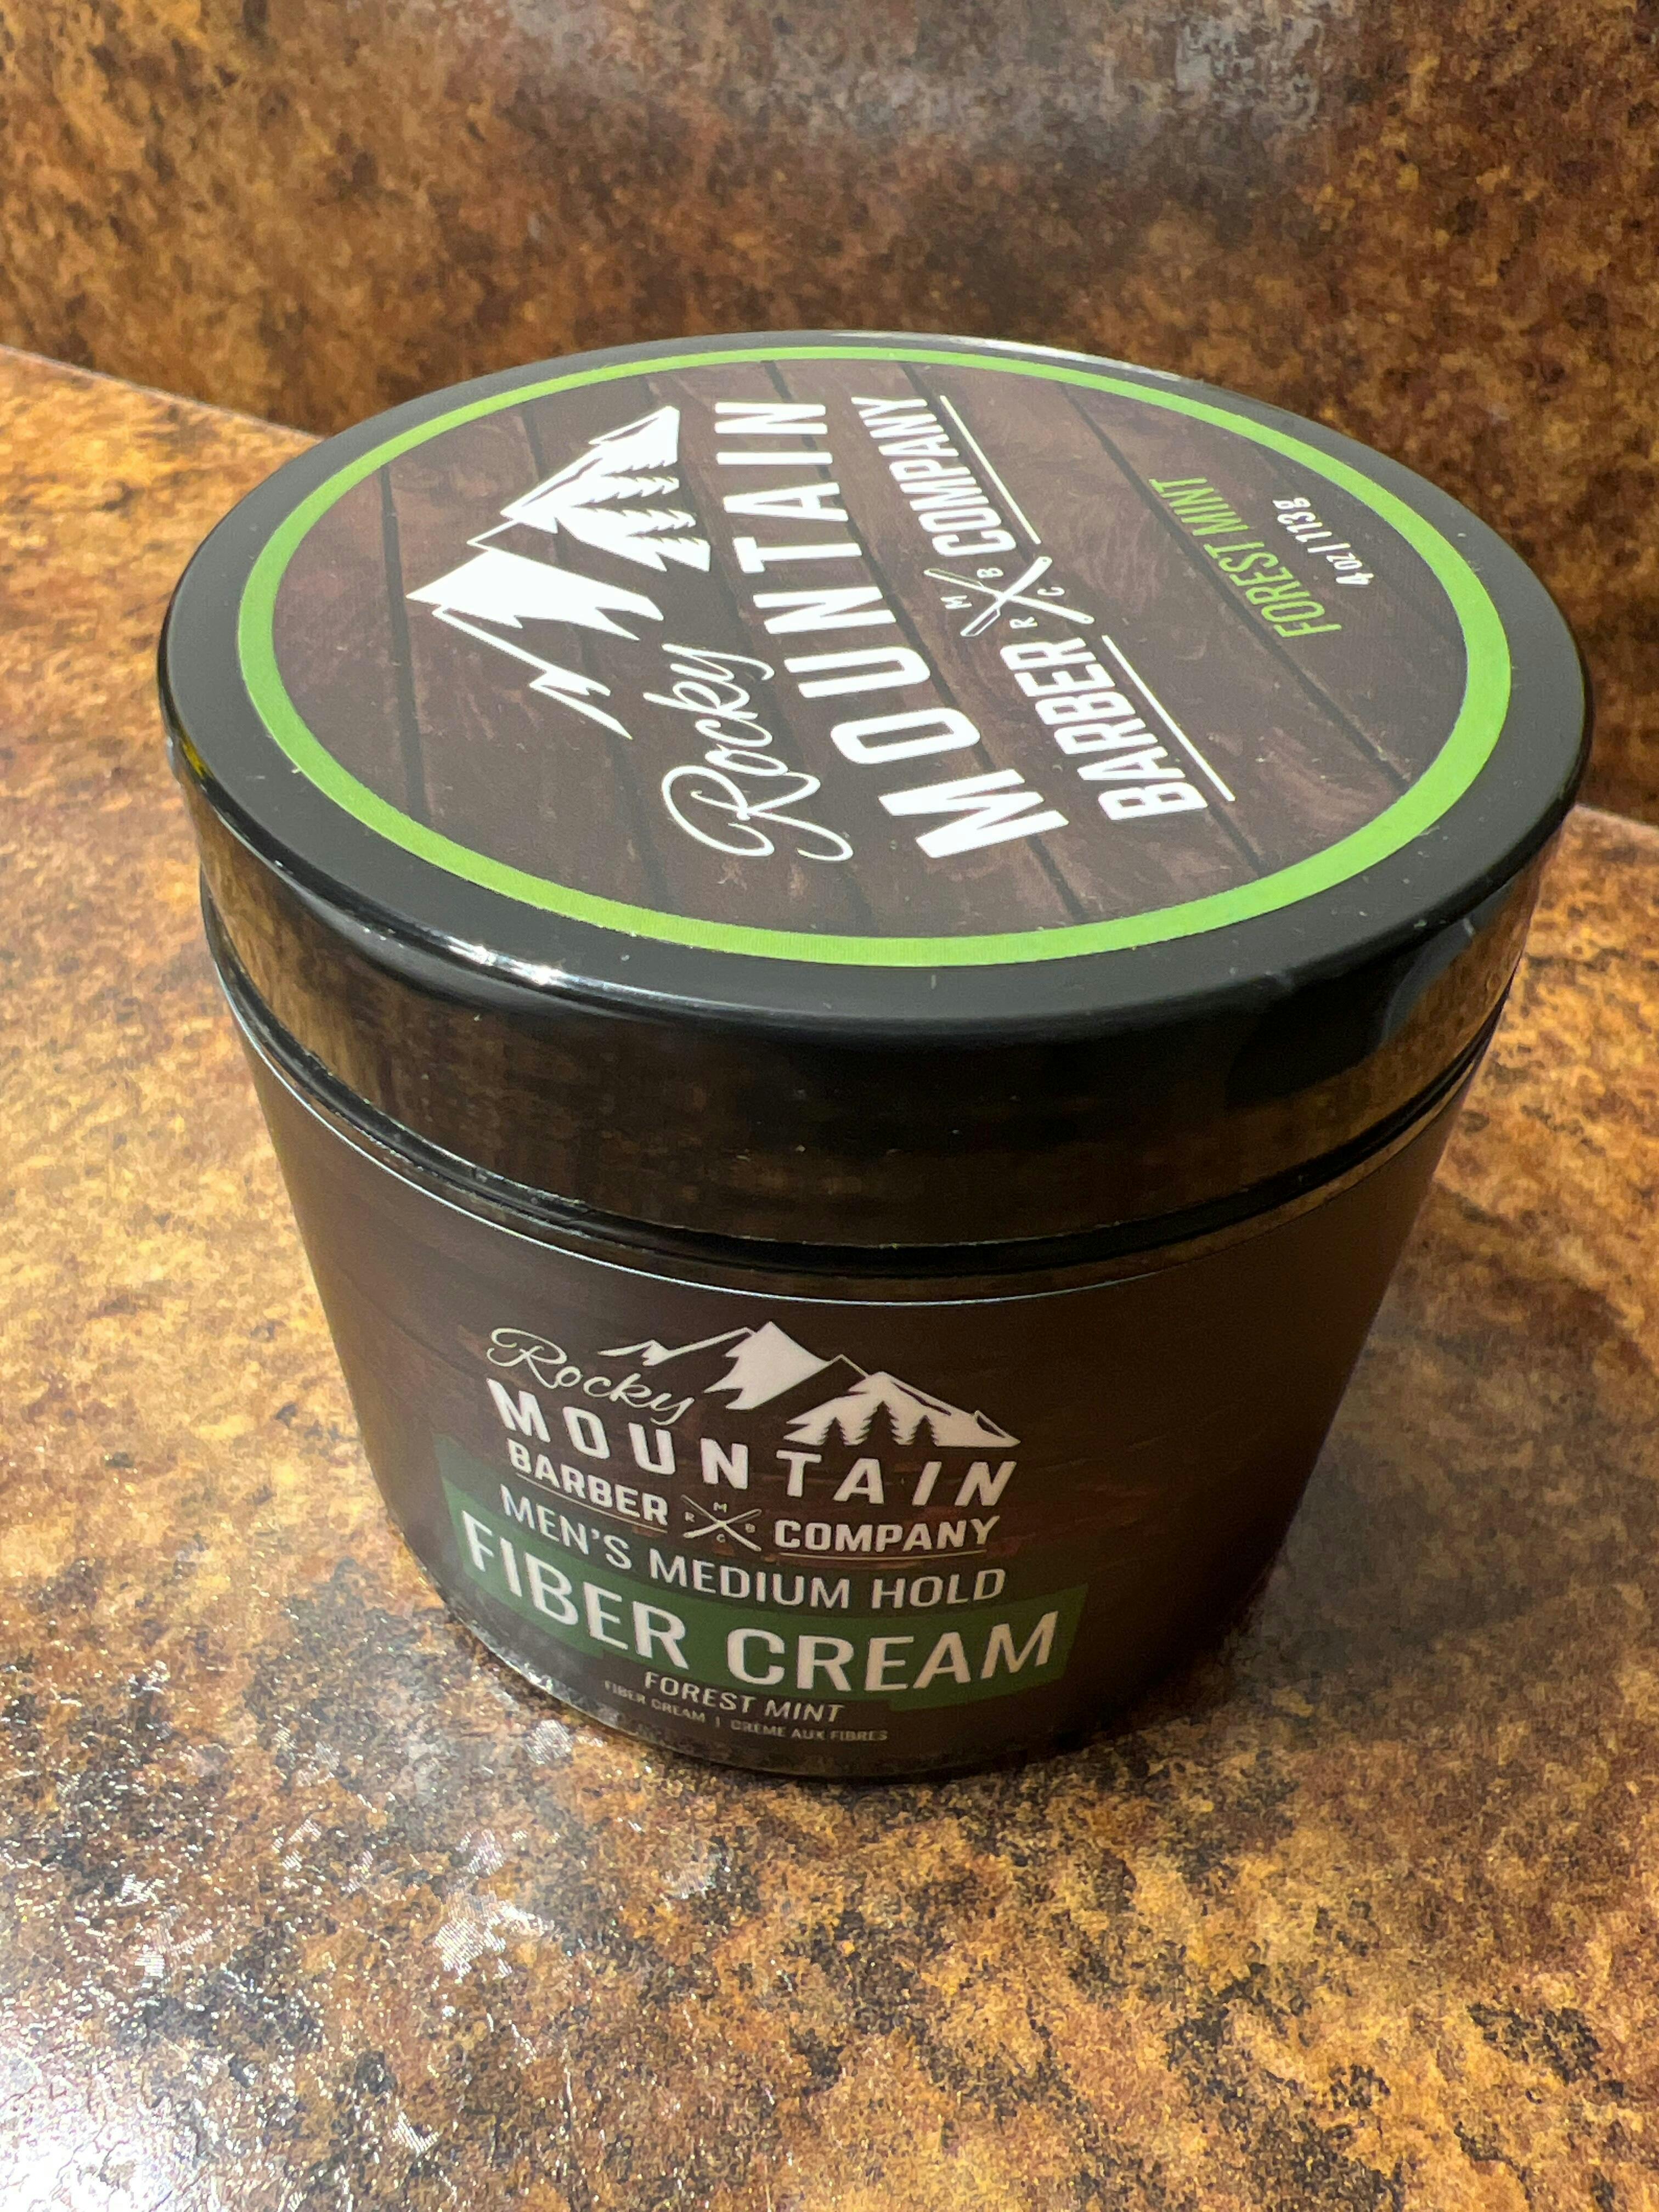 Rocky
MOUNTAIN
BARBER M R B C COMPANY
FOREST MINT
4 oz | 113g
Rocky
MOUNTAIN
BARBER M R B C COMPANY
MEN'S MEDIUM HOLD
FIBER CREAM
FOREST MINT
FIBER CREAM | CRÈME AUX FIBRES